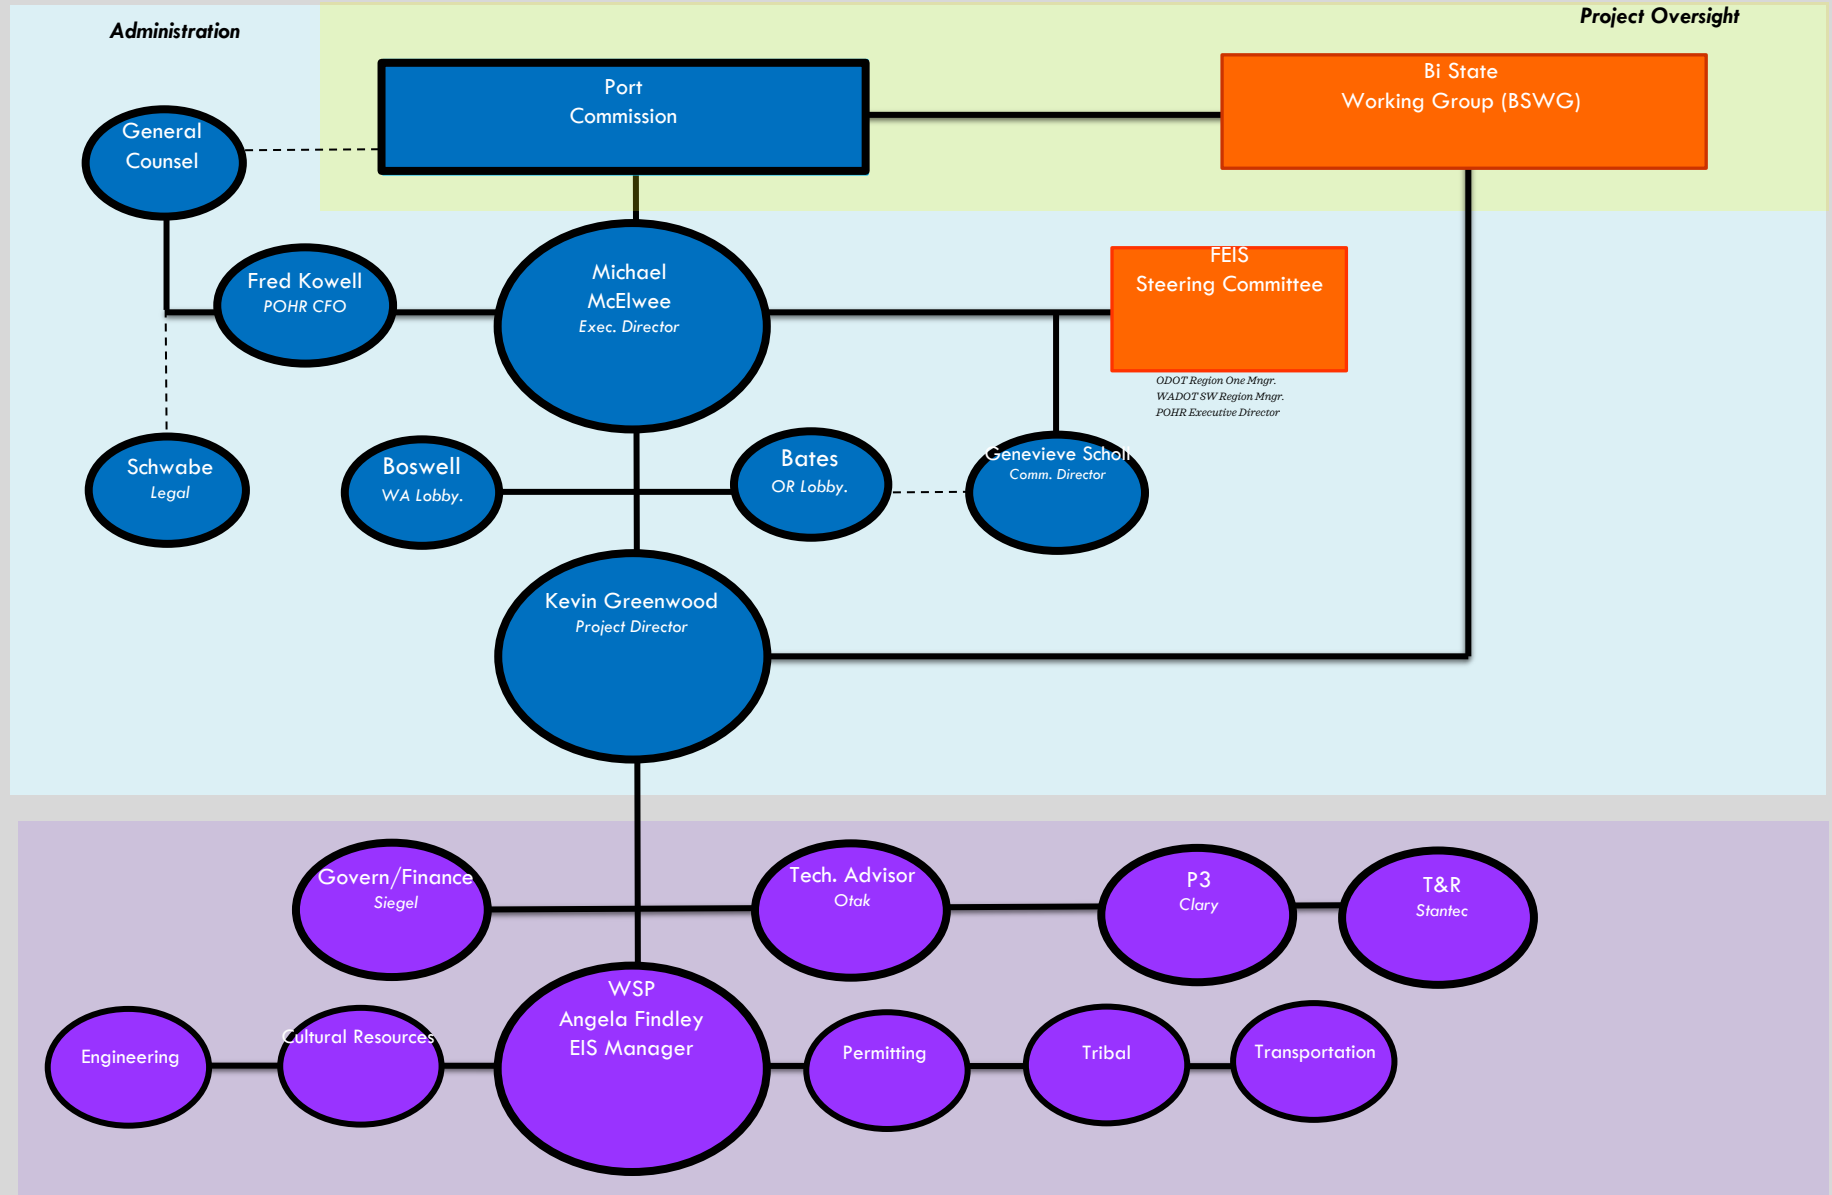 Administration
Project Oversight
Port
Commission
Bi State
Working Group (BSWG)
General
Counsel
Fred Kowell
POHR CFO
Michael
McElwee
Exec. Director
FEIS
Steering Committee
ODOT Region One Mngr.
WADOT SW Region Mngr.
POHR Executive Director
Schwabe
Legal
Boswell
WA Lobby.
Bates
OR Lobby.
Genevieve Scholl
Comm. Director
Kevin Greenwood
Project Director
Govern/Finance
Siegel
Tech. Advisor
Otak
P3
Clary
T&R
Stantec
Engineering
Cultural Resources
WSP
Angela Findley
EIS Manager
Permitting
Tribal
Transportation